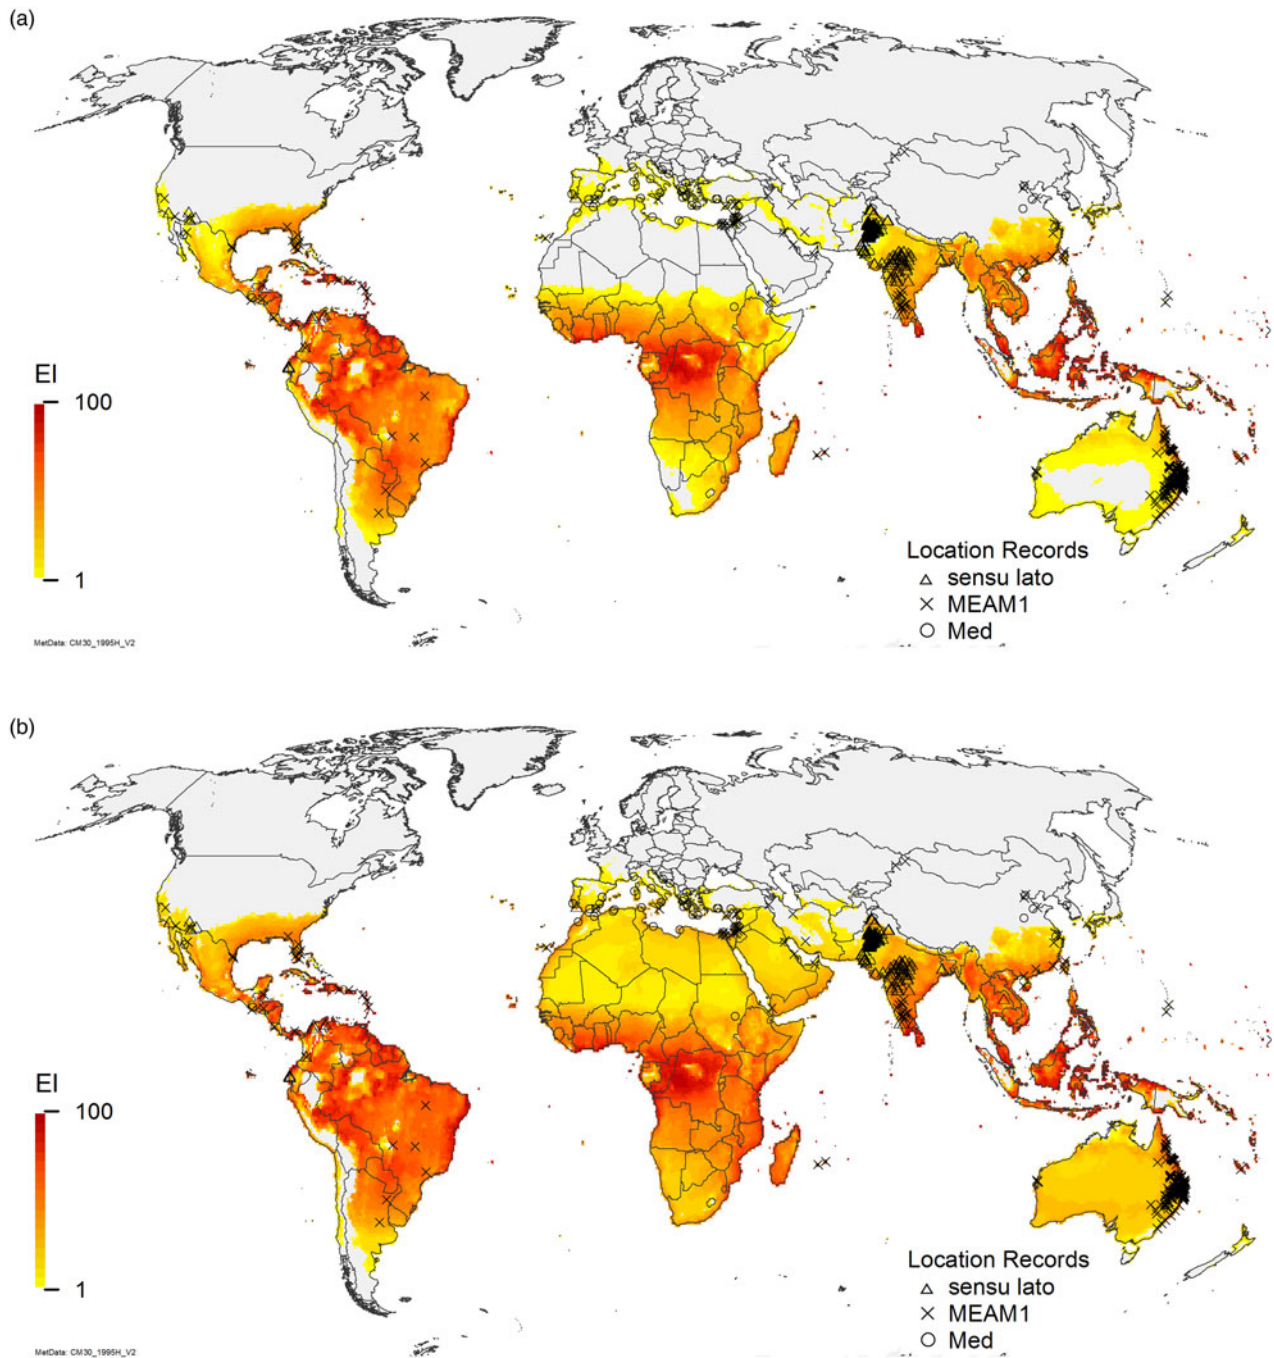 (a)
EI
100
1
Location Records
sensu lato
MEAM1
Med
MetData: CM30_1995H_V2
(b)
EI
100
1
Location Records
sensu lato
MEAM1
Med
MetData: CM30_1995H_V2